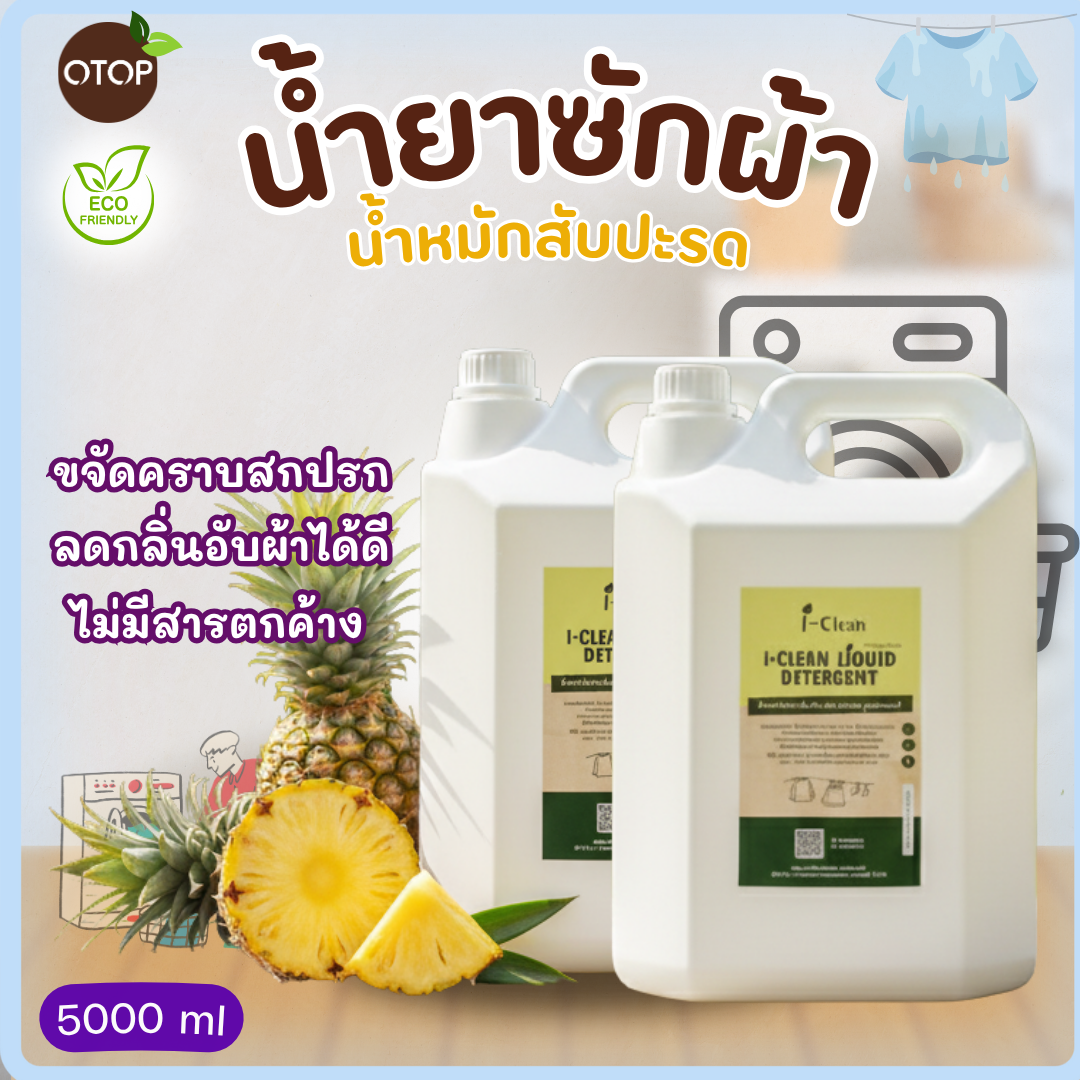 OTOP
ECO
FRIENDLY
น้ำยาซักผ้า
น้ำหมักสับปะรด
ขจัดคราบสกปรก
ลดกลิ่นอับผ้าได้ดี
ไม่มีสารตกค้าง
i-Clean
I-CLEAN LIQUID
DETERGENT
5000 ml